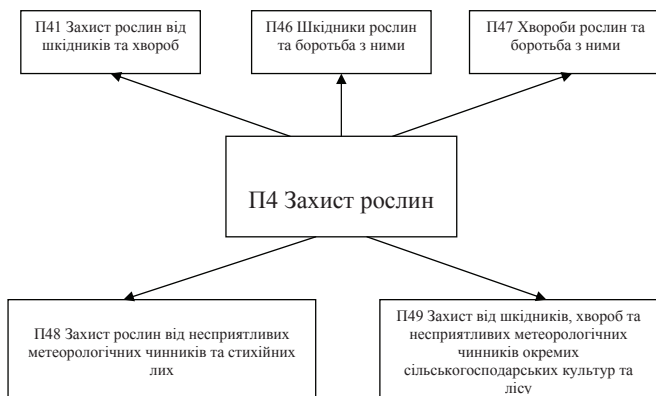 П41 Захист рослин від
шкідників та хвороб
П46 Шкідники рослин
та боротьба з ними
П47 Хвороби рослин та
боротьба з ними
П4 Захист рослин
П48 Захист рослин від несприятливих
метеорологічних чинників та стихійних
лих
П49 Захист від шкідників, хвороб та
несприятливих метеорологічних
чинників окремих
сільськогосподарських культур та
лісу